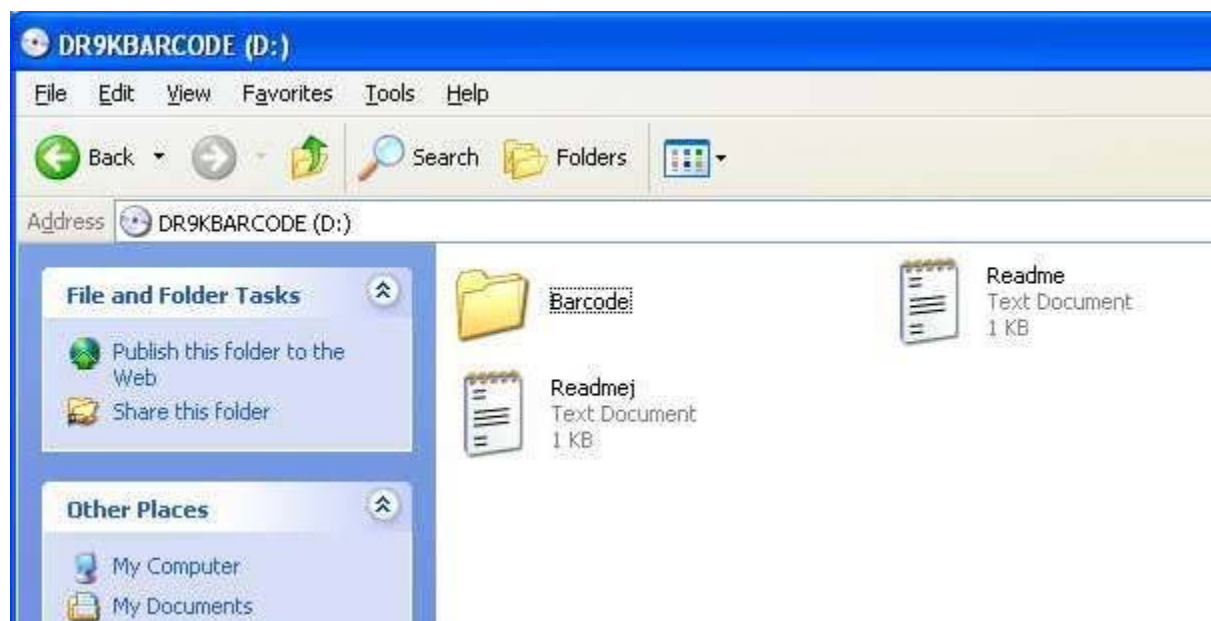 DR9KBARCODE (D:)
File Edit View Favorites Tools Help
Back Search Folders
Address DR9KBARCODE (D:)
File and Folder Tasks
Publish this folder to the
Web
Share this folder
Other Places
My Computer
My Documents
Barcode
Readme
Text Document
1 KB
Readmej
Text Document
1 KB